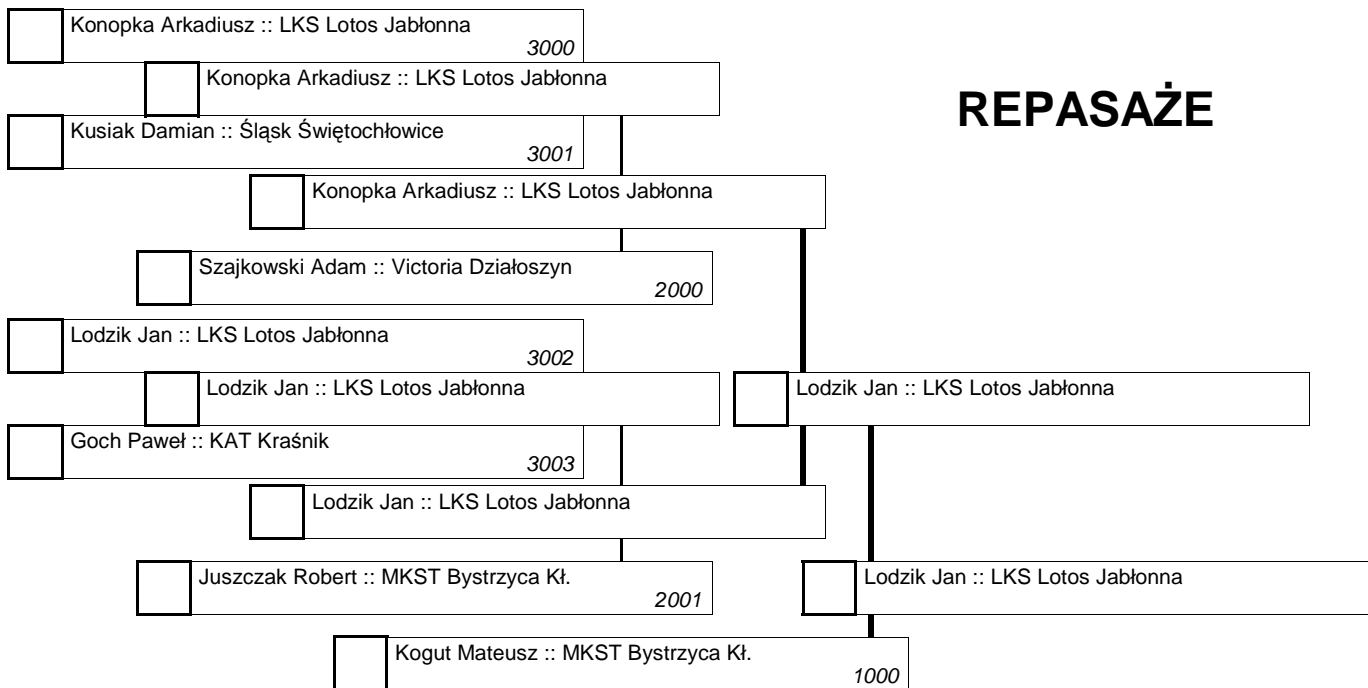 Konopka Arkadiusz :: LKS Lotos Jabłonna
3000
Konopka Arkadiusz :: LKS Lotos Jabłonna
REPASAŻE
Kusiak Damian :: Śląsk Świętochłowice
3001
Konopka Arkadiusz :: LKS Lotos Jabłonna
Szajkowski Adam :: Victoria Działoszyn
2000
Lodzik Jan :: LKS Lotos Jabłonna
3002
Lodzik Jan :: LKS Lotos Jabłonna
Lodzik Jan :: LKS Lotos Jabłonna
Goch Paweł :: KAT Kraśnik
3003
Lodzik Jan :: LKS Lotos Jabłonna
Juszczak Robert :: MKST Bystrzyca Kł.
2001
Lodzik Jan :: LKS Lotos Jabłonna
Kogut Mateusz :: MKST Bystrzyca Kł.
1000